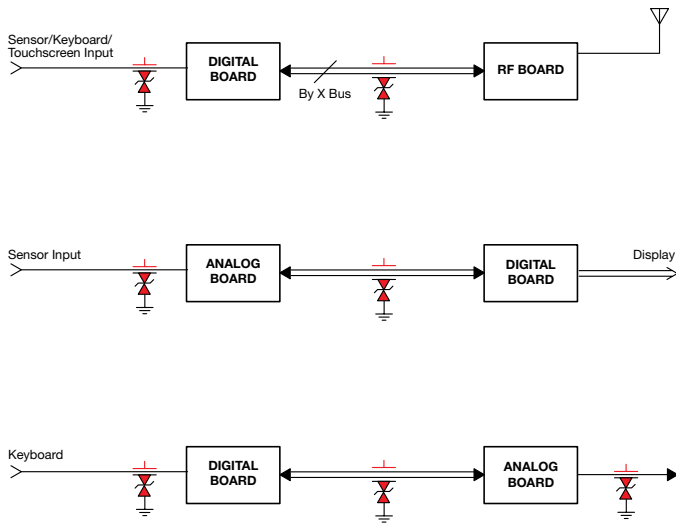 Sensor/Keyboard/
Touchscreen Input
DIGITAL
BOARD
By X Bus
RF BOARD
Sensor Input
ANALOG
BOARD
DIGITAL
BOARD
Display
Keyboard
DIGITAL
BOARD
ANALOG
BOARD